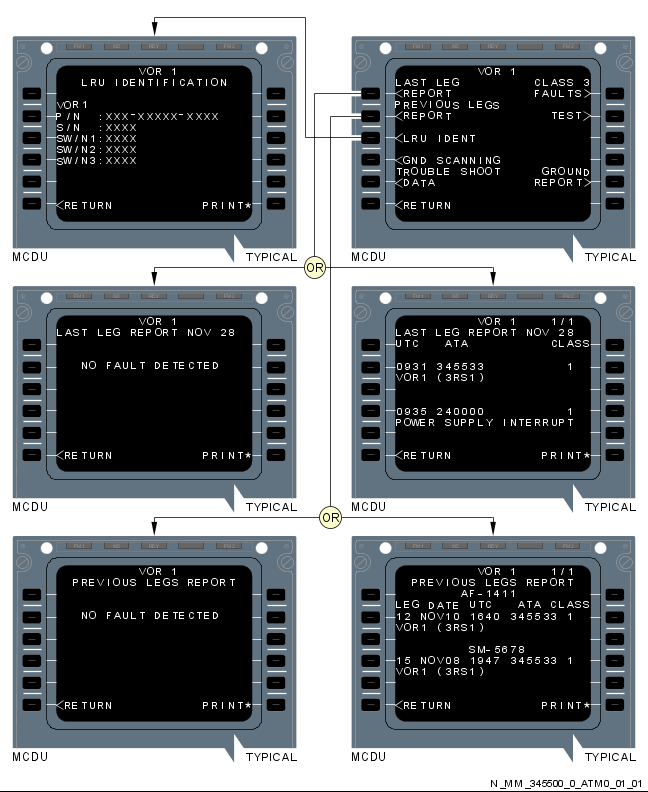 VOR 1
LRU IDENTIFICATION
VOR1
P/N :XXX-XXXXX-XXXX
S/N :XXXX
SW/N1:XXXX
SW/N2:XXXX
SW/N3:XXXX
<RETURN PRINT*
MCDU TYPICAL
VOR 1
LAST LEG CLASS 3
<REPORT FAULTS>
PREVIOUS LEGS
<REPORT TEST>
<LRU IDENT
<GND SCANNING
TROUBLE SHOOT GROUND
<DATA REPORT>
<RETURN
MCDU TYPICAL
OR
VOR 1
LAST LEG REPORT NOV 28
NO FAULT DETECTED
<RETURN PRINT*
MCDU TYPICAL
VOR 1 1/1
LAST LEG REPORT NOV 28
UTC ATA CLASS
0931 345533 1
VOR1 (3RS1)
0935 240000 1
POWER SUPPLY INTERRUPT
<RETURN PRINT*
MCDU TYPICAL
OR
VOR 1
PREVIOUS LEGS REPORT
NO FAULT DETECTED
<RETURN PRINT*
MCDU TYPICAL
VOR 1 1/1
PREVIOUS LEGS REPORT
AF-1411
LEG DATE UTC ATA CLASS
12 NOV10 1640 345533 1
VOR1 (3RS1)
SM-5678
15 NOV08 1947 345533 1
VOR1 (3RS1)
<RETURN PRINT*
MCDU TYPICAL
N_MM_345500_0_ATM0_01_01